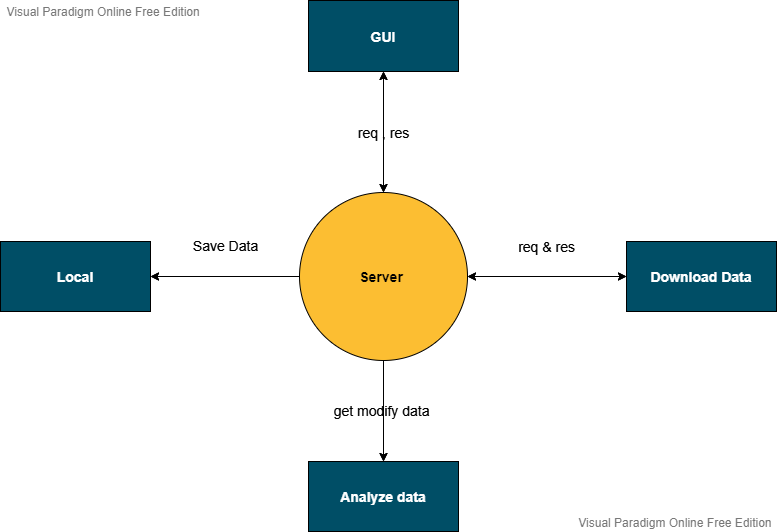 Visual Paradigm Online Free Edition
GUI
req , res
Save Data
req & res
Local
Server
Download Data
get modify data
Analyze data
Visual Paradigm Online Free Edition